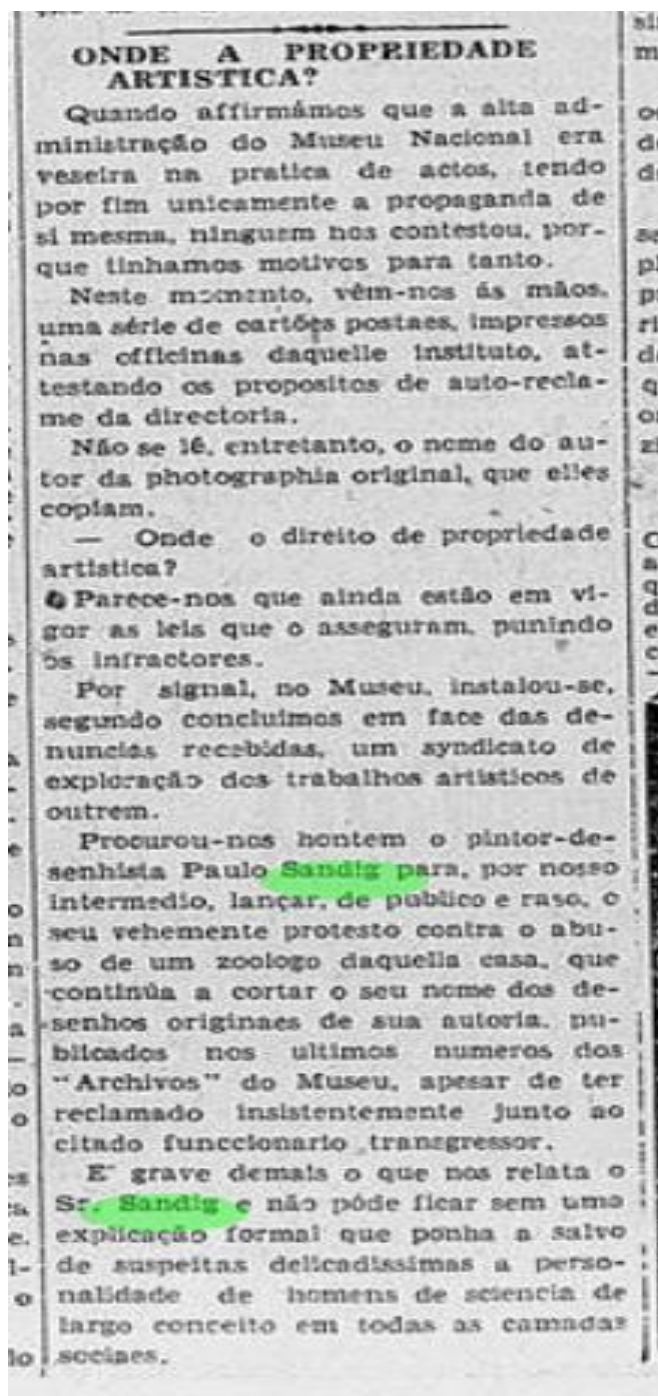 ONDE A PROPRIEDADE
ARTISTICA?
Quando affirmámos que a alta ad-
ministração do Museu Nacional era
veseira na pratica de actos, tendo
por fim unicamente a propaganda de
si mesma, ninguem nos contestou, por-
que tinhamos motivos para tanto.
Neste momento, vêm-nos ás mãos,
uma série de cartões postaes, impressos
nas officinas daquelle instituto, at-
testando os propositos de auto-recla-
me da directoria.
Não se lê, entretanto, o nome do au-
tor da photographia original, que elles
copiam.
— Onde o direito de propriedade
artistica?
Parece-nos que ainda estão em vi-
gor as leis que o asseguram, punindo
os infractores.
Por signal, no Museu, instalou-se,
segundo concluimos em face das de-
nuncias recebidas, um syndicato de
exploração dos trabalhos artisticos de
outrem.
Procurou-nos hontem o pintor-de-
senhista Paulo Sandig para, por nosso
intermedio, lançar, de publico e raso, o
seu vehemente protesto contra o abu-
so de um zoologo daquella casa, que
continúa a cortar o seu nome dos de-
senhos originaes de sua autoria, pu-
blicados nos ultimos numeros dos
"Archivos" do Museu, apesar de ter
reclamado insistentemente junto ao
citado funccionario transgressor.
E' grave demais o que nos relata o
Sr. Sandig e não póde ficar sem uma
explicação formal que ponha a salvo
de suspeitas delicadissimas a perso-
nalidade de homens de sciencia de
largo conceito em todas as camadas
sociaes.